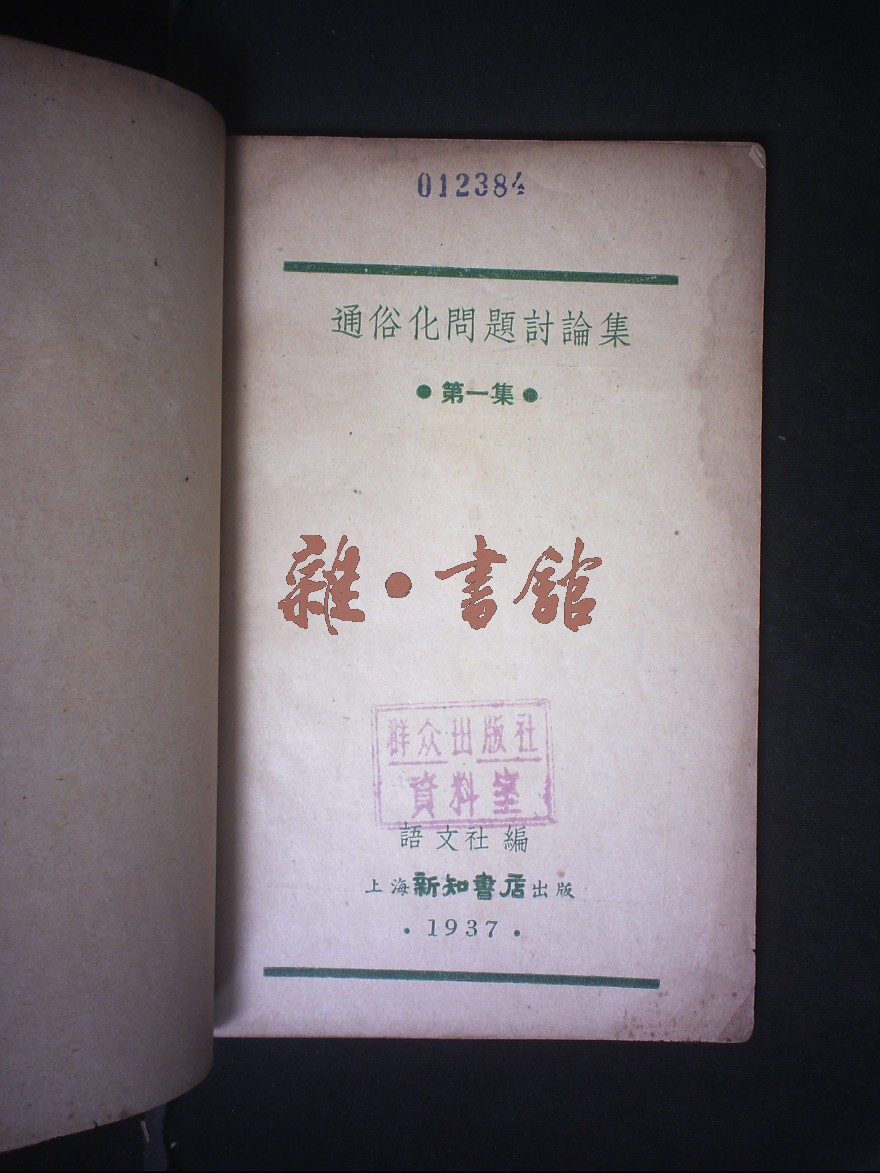 012384
通俗化問題討論集
●第一集●
雜·書館
群众出版社
資料室
語文社編
上海新知書店出版
·1937·